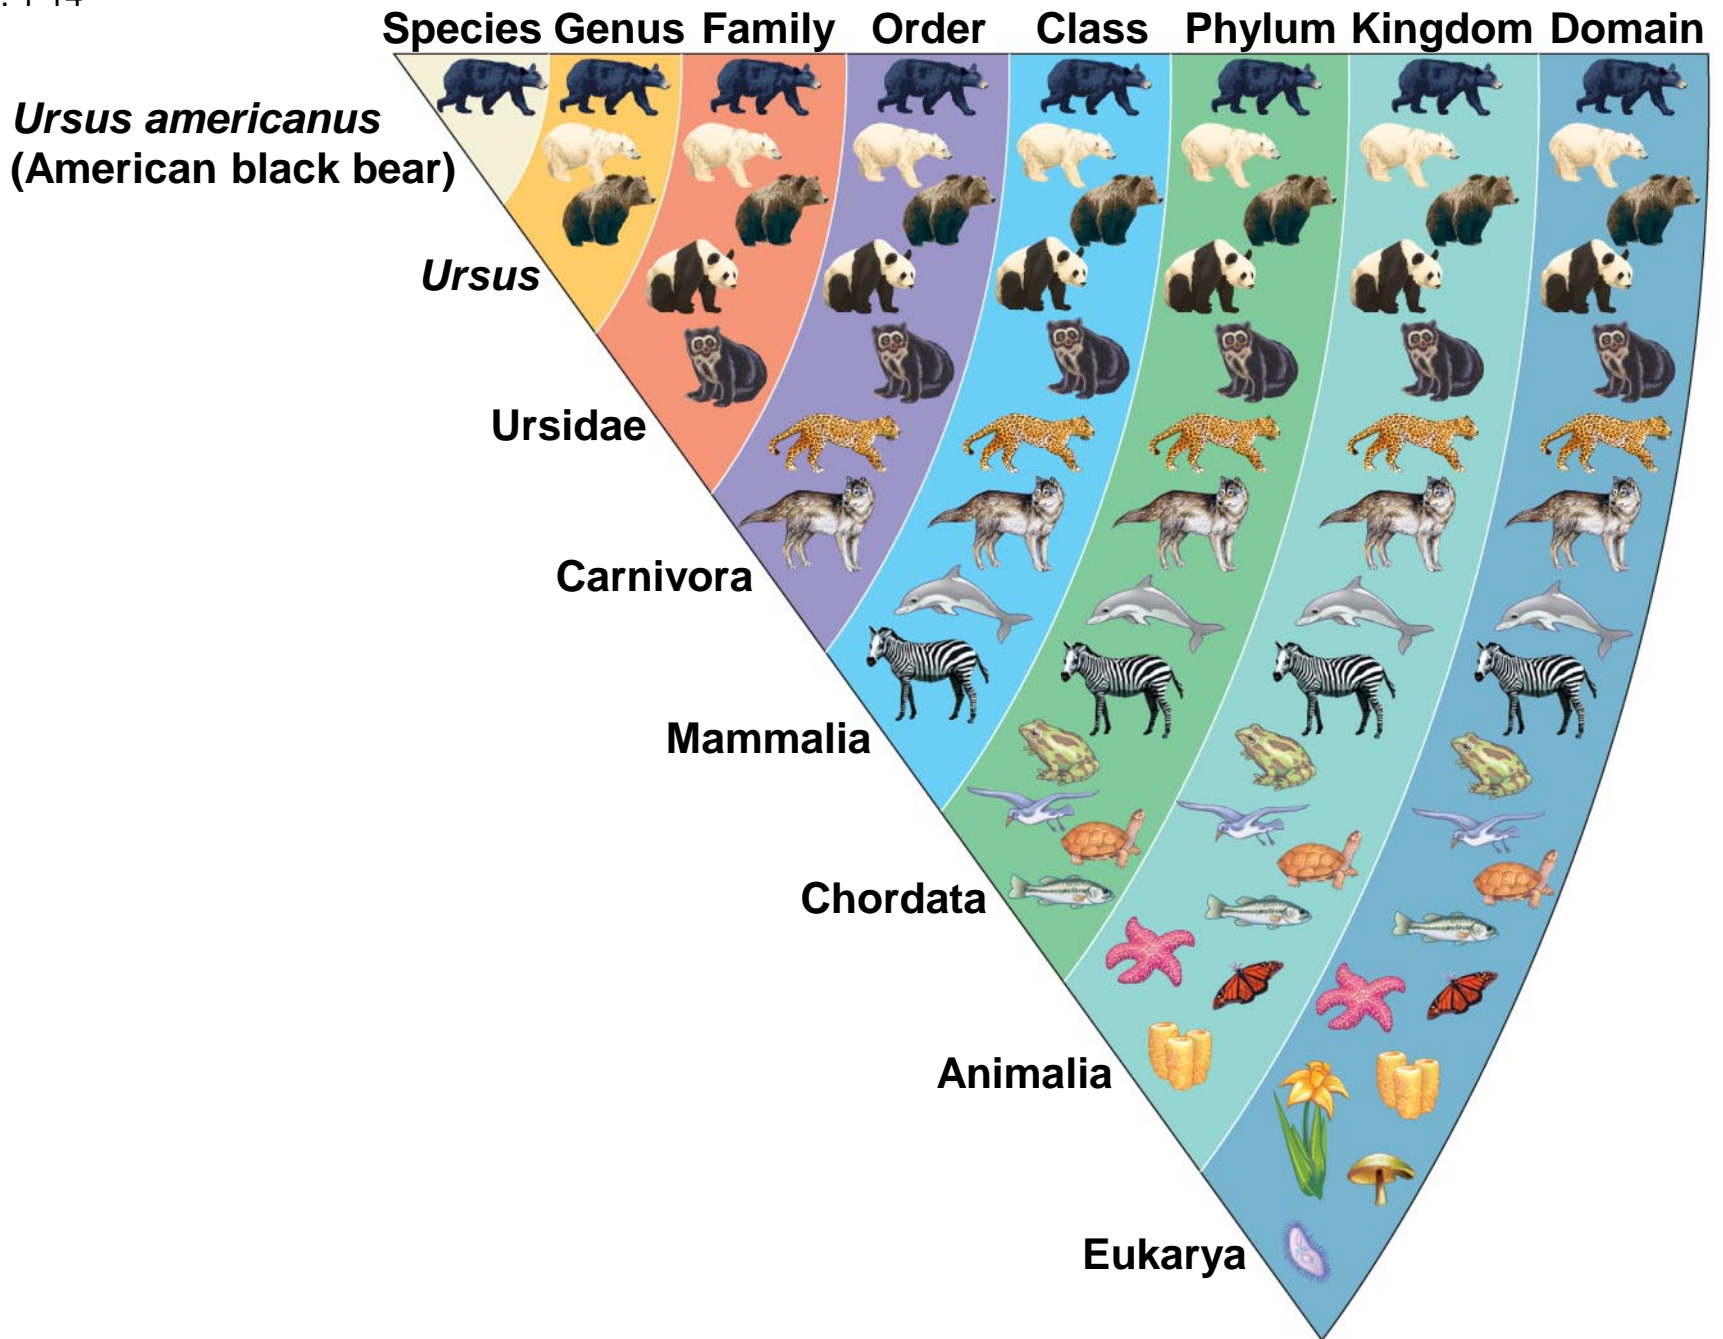 Species Genus Family Order Class Phylum Kingdom Domain
Ursus americanus
(American black bear)
Ursus
Ursidae
Carnivora
Mammalia
Chordata
Animalia
Eukarya